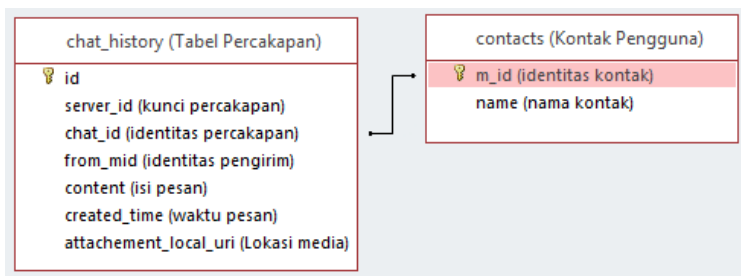 chat_history (Tabel Percakapan)
id
server_id (kunci percakapan)
chat_id (identitas percakapan)
from_mid (identitas pengirim)
content (isi pesan)
created_time (waktu pesan)
attachement_local_uri (Lokasi media)
contacts (Kontak Pengguna)
m_id (identitas kontak)
name (nama kontak)